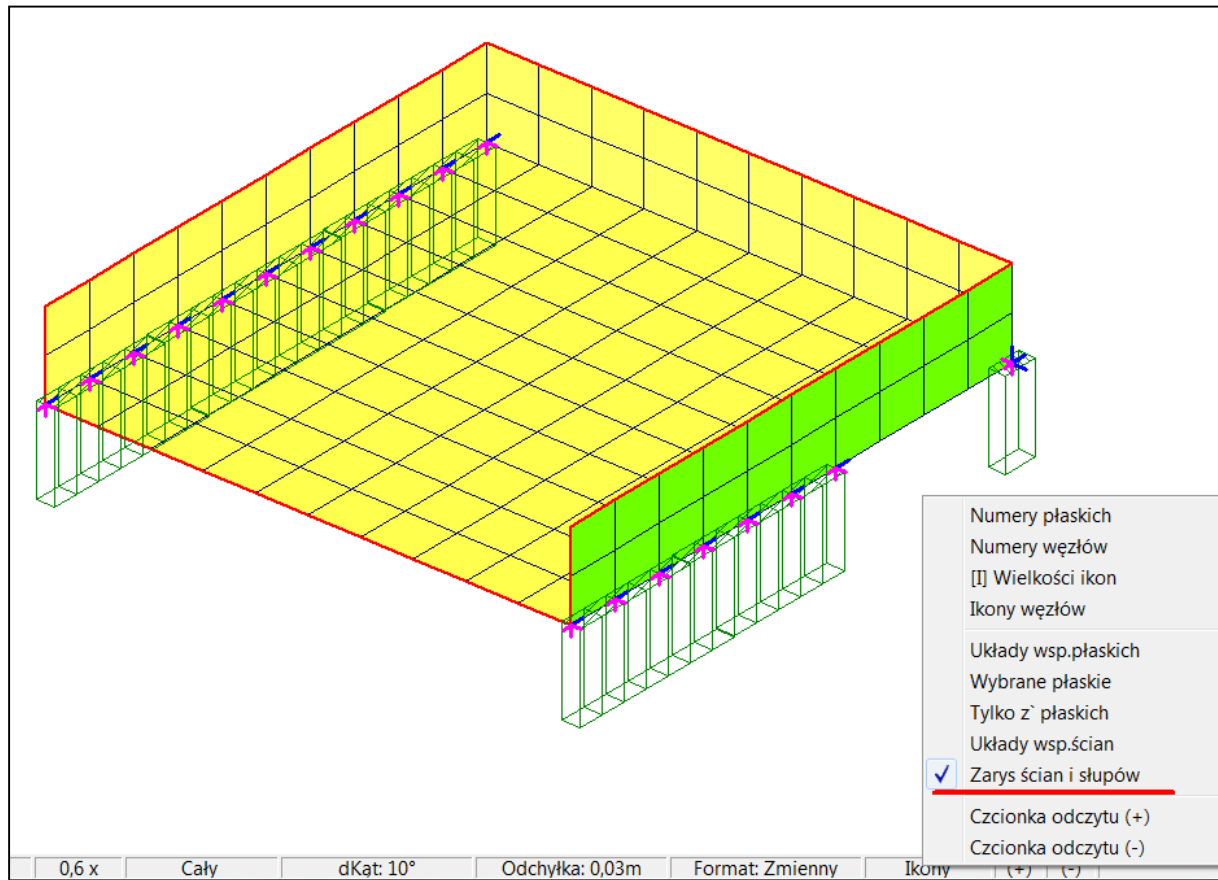 Numery płaskich
Numery węzłów
[I] Wielkości ikon
Ikony węzłów
Układy wsp.płaskich
Wybrane płaskie
Tylko z` płaskich
Układy wsp.ścian
Zarys ścian i słupów
Czcionka odczytu (+)
Czcionka odczytu (-)
0,6 x Cały dKąt: 10° Odchyłka: 0,03m Format: Zmienny Ikony (+) (-)